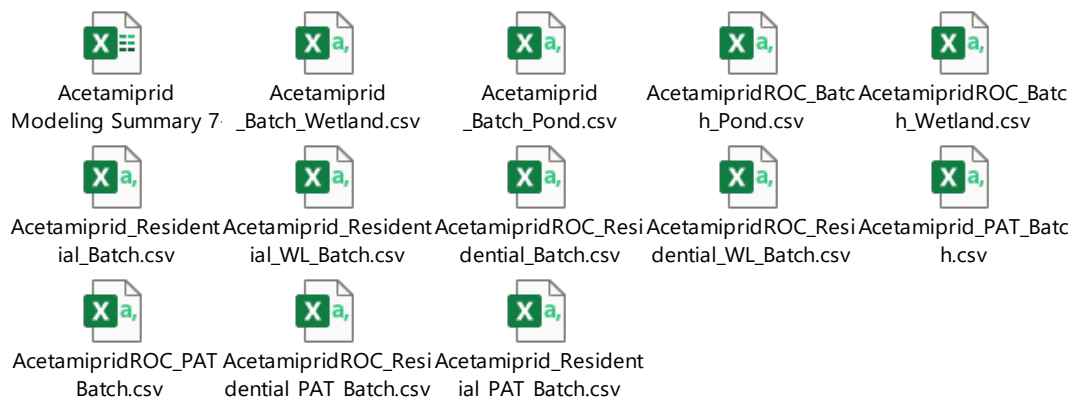 Acetamiprid
Modeling Summary 7-
Acetamiprid
_Batch_Wetland.csv
Acetamiprid
_Batch_Pond.csv
AcetamipridROC_Batc
h_Pond.csv
AcetamipridROC_Batc
h_Wetland.csv
Acetamiprid_Resident
ial_Batch.csv
Acetamiprid_Resident
ial_WL_Batch.csv
AcetamipridROC_Resi
dential_Batch.csv
AcetamipridROC_Resi
dential_WL_Batch.csv
Acetamiprid_PAT_Batc
h.csv
AcetamipridROC_PAT
Batch.csv
AcetamipridROC_Resi
dential PAT Batch.csv
Acetamiprid_Resident
ial PAT Batch.csv